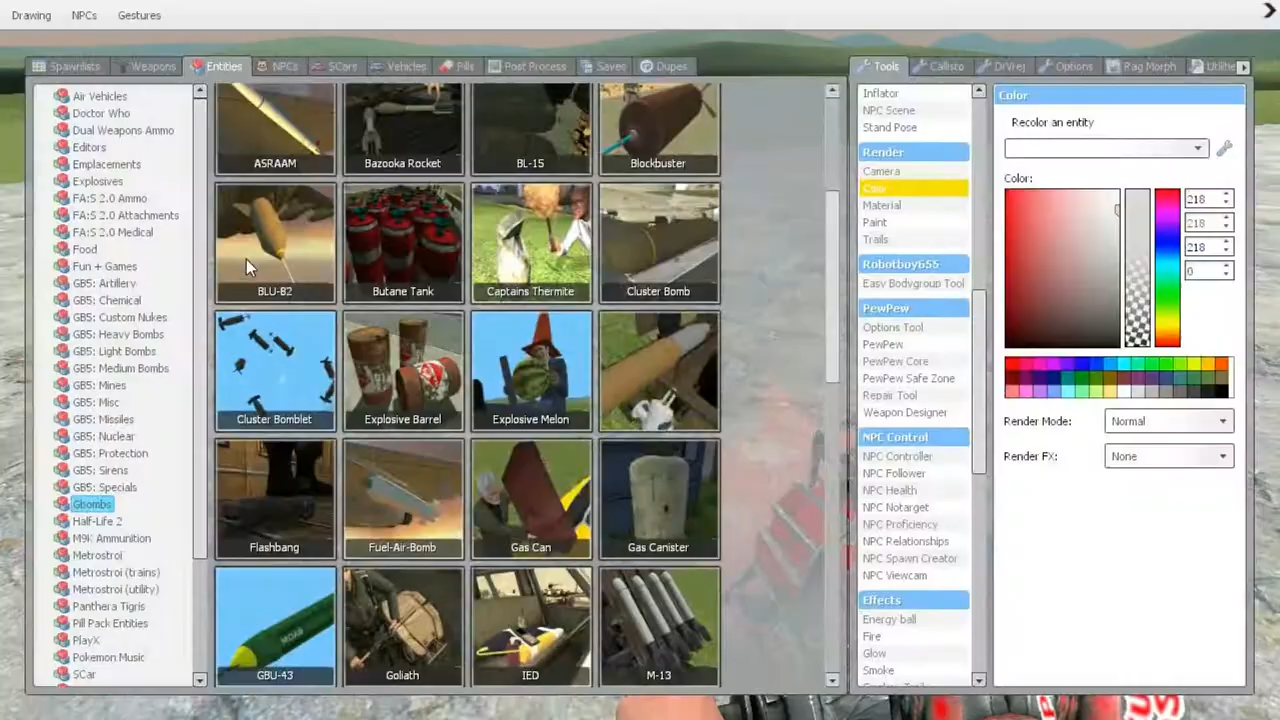 Drawing NPCs Gestures
Spawnlists Weapons Entities NPCs SCars Vehicles Pills Post Process Saves Dupes
Tools Callisto DrVrej Options Rag Morph Utilitie
Air Vehicles
Doctor Who
Dual Weapons Ammo
Editors
Emplacements
Explosives
FA:S 2.0 Ammo
FA:S 2.0 Attachments
FA:S 2.0 Medical
Food
Fun + Games
GB5: Artillery
GB5: Chemical
GB5: Custom Nukes
GB5: Heavy Bombs
GB5: Light Bombs
GB5: Medium Bombs
GB5: Mines
GB5: Misc
GB5: Missiles
GB5: Nuclear
GB5: Protection
GB5: Sirens
GB5: Specials
Gbombs
Half-Life 2
M9K Ammunition
Metrostroi
Metrostroi (trains)
Metrostroi (utility)
Panthera Tigris
Pill Pack Entities
PlayX
Pokemon Music
SCar
ASRAAM Bazooka Rocket BL-15 Blockbuster
BLU-82 Butane Tank Captains Thermite Cluster Bomb
Cluster Bomblet Explosive Barrel Explosive Melon
Flashbang Fuel-Air-Bomb Gas Can Gas Canister
MOAB
GBU-43 Goliath IED M-13
Inflator
NPC Scene
Stand Pose
Render
Camera
Color
Material
Paint
Trails
Robotboy655
Easy Bodygroup Tool
PewPew
Options Tool
PewPew
PewPew Core
PewPew Safe Zone
Repair Tool
Weapon Designer
NPC Control
NPC Controller
NPC Follower
NPC Health
NPC Notarget
NPC Proficiency
NPC Relationships
NPC Spawn Creator
NPC Viewcam
Effects
Energy ball
Fire
Glow
Smoke
Color
Recolor an entity
Color:
218
218
218
0
Render Mode: Normal
Render FX: None